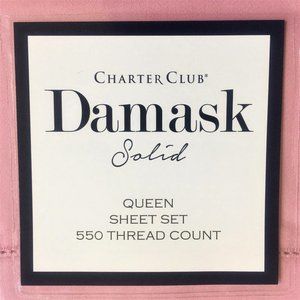 CHARTER CLUB®
Damask
Solid
QUEEN
SHEET SET
550 THREAD COUNT